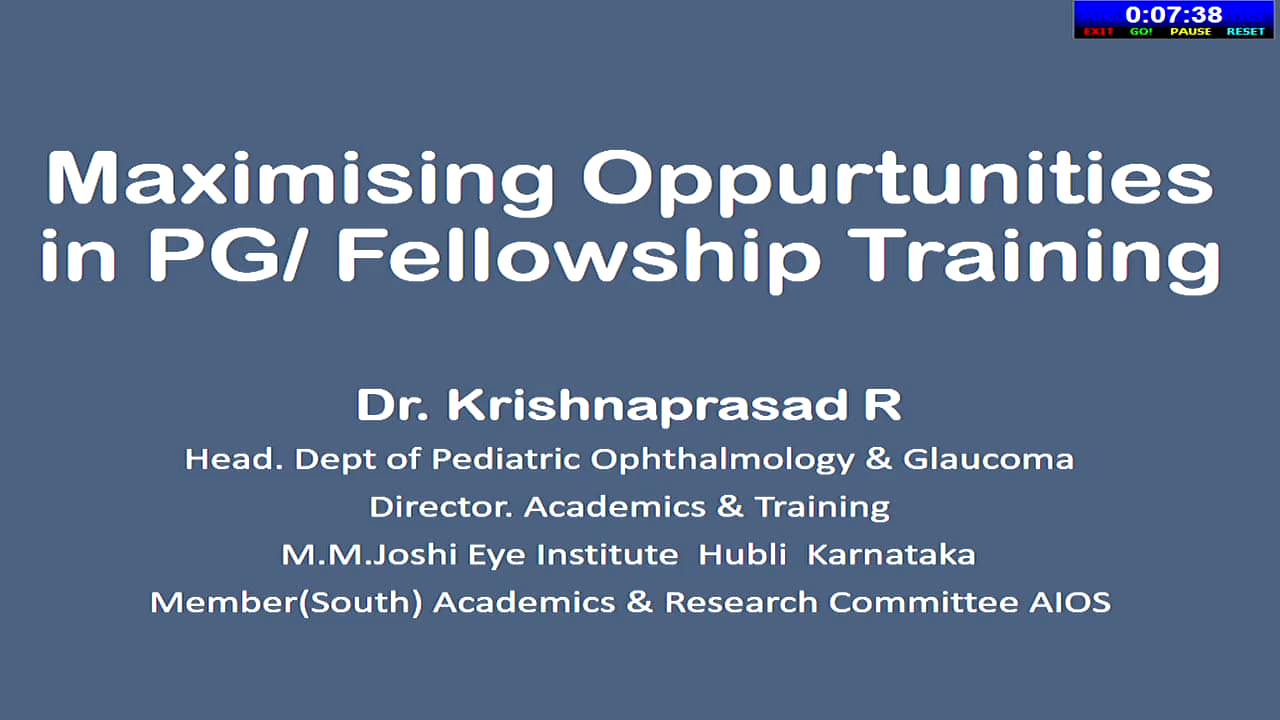 0:07:38
EXIT GO! PAUSE RESET
Maximising Oppurtunities
in PG/ Fellowship Training
Dr. Krishnaprasad R
Head. Dept of Pediatric Ophthalmology & Glaucoma
Director. Academics & Training
M.M.Joshi Eye Institute Hubli Karnataka
Member(South) Academics & Research Committee AIOS